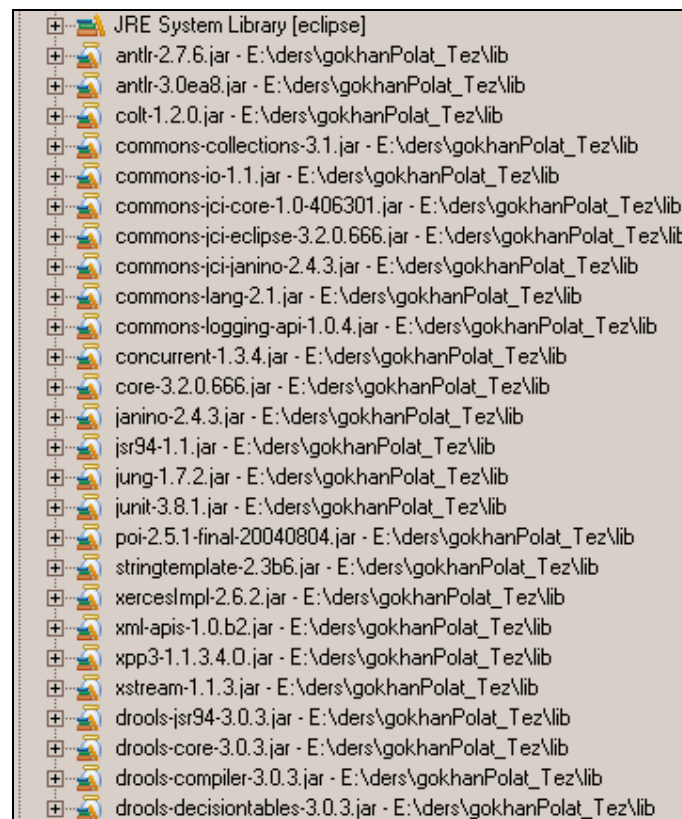 JRE System Library [eclipse]
antlr-2.7.6.jar - E:\ders\gokhanPolat_Tez\lib
antlr-3.0ea8.jar - E:\ders\gokhanPolat_Tez\lib
colt-1.2.0.jar - E:\ders\gokhanPolat_Tez\lib
commons-collections-3.1.jar - E:\ders\gokhanPolat_Tez\lib
commons-io-1.1.jar - E:\ders\gokhanPolat_Tez\lib
commons-jci-core-1.0-406301.jar - E:\ders\gokhanPolat_Tez\lib
commons-jci-eclipse-3.2.0.666.jar - E:\ders\gokhanPolat_Tez\lib
commons-jci-janino-2.4.3.jar - E:\ders\gokhanPolat_Tez\lib
commons-lang-2.1.jar - E:\ders\gokhanPolat_Tez\lib
commons-logging-api-1.0.4.jar - E:\ders\gokhanPolat_Tez\lib
concurrent-1.3.4.jar - E:\ders\gokhanPolat_Tez\lib
core-3.2.0.666.jar - E:\ders\gokhanPolat_Tez\lib
janino-2.4.3.jar - E:\ders\gokhanPolat_Tez\lib
jsr94-1.1.jar - E:\ders\gokhanPolat_Tez\lib
jung-1.7.2.jar - E:\ders\gokhanPolat_Tez\lib
junit-3.8.1.jar - E:\ders\gokhanPolat_Tez\lib
poi-2.5.1-final-20040804.jar - E:\ders\gokhanPolat_Tez\lib
stringtemplate-2.3b6.jar - E:\ders\gokhanPolat_Tez\lib
xercesImpl-2.6.2.jar - E:\ders\gokhanPolat_Tez\lib
xml-apis-1.0.b2.jar - E:\ders\gokhanPolat_Tez\lib
xpp3-1.1.3.4.O.jar - E:\ders\gokhanPolat_Tez\lib
xstream-1.1.3.jar - E:\ders\gokhanPolat_Tez\lib
drools-jsr94-3.0.3.jar - E:\ders\gokhanPolat_Tez\lib
drools-core-3.0.3.jar - E:\ders\gokhanPolat_Tez\lib
drools-compiler-3.0.3.jar - E:\ders\gokhanPolat_Tez\lib
drools-decisiontables-3.0.3.jar - E:\ders\gokhanPolat_Tez\lib